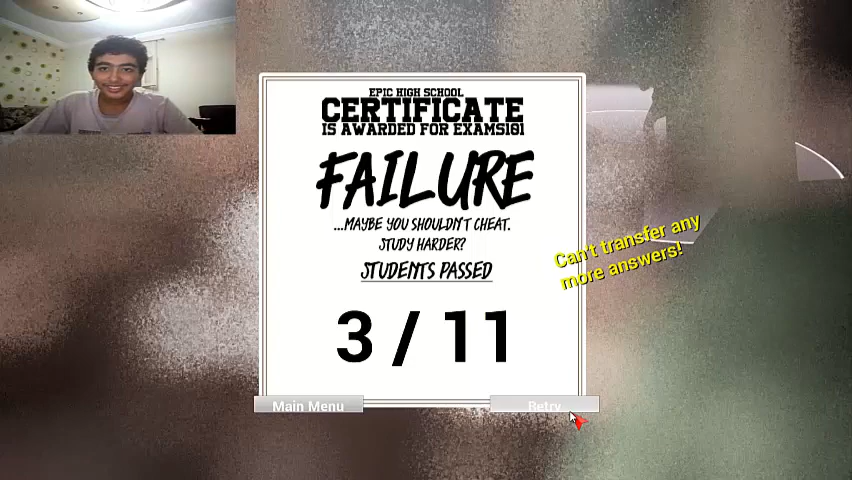 EPIC HIGH SCHOOL
CERTIFICATE
IS AWARDED FOR EXAMS101
FAILURE
...MAYBE YOU SHOULDN'T CHEAT.
STUDY HARDER?
STUDENTS PASSED
Can't transfer any
more answers!
3 / 11
Main Menu
Retry